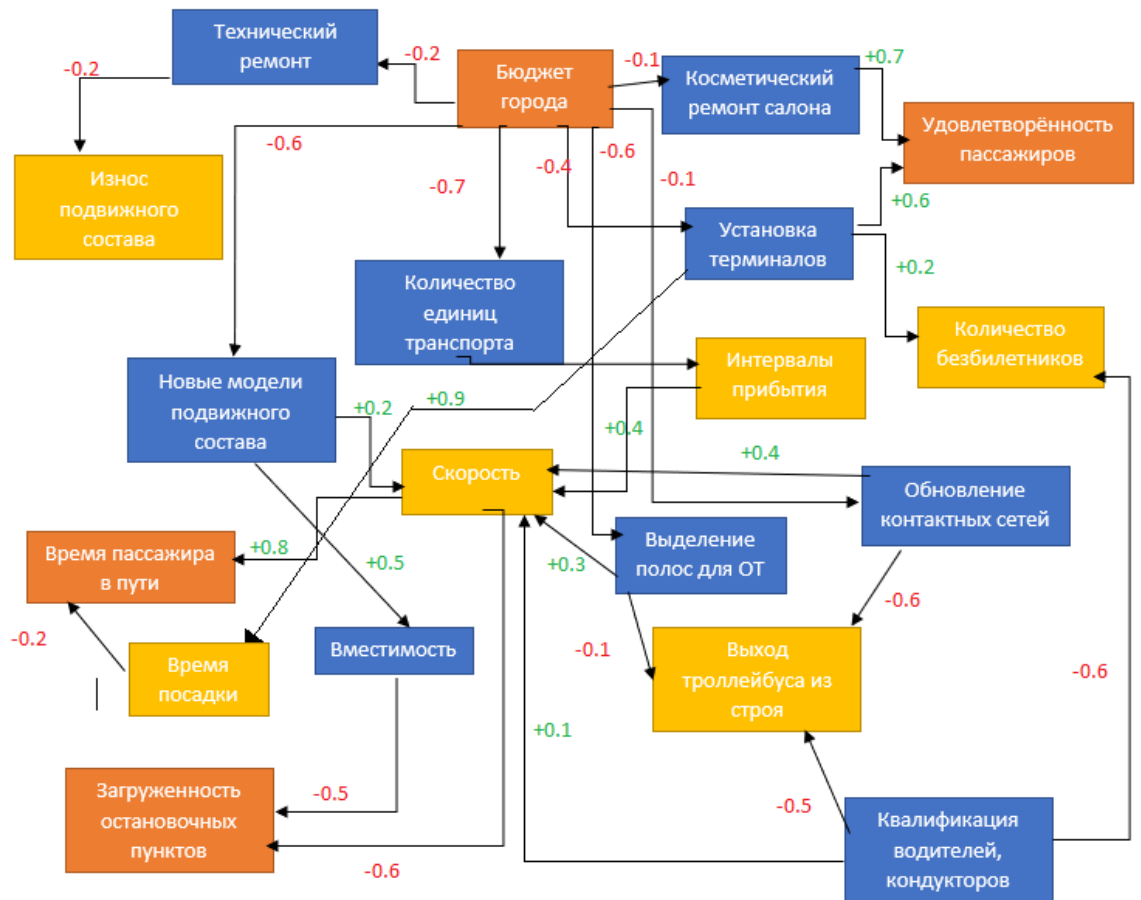 Технический
ремонт
-0.2
-0.2
Бюджет
города
-0.1
Косметический
ремонт салона
+0.7
Удовлетворённость
пассажиров
-0.6
-0.7
-0.4
-0.6
-0.1
+0.6
Износ
подвижного
состава
Установка
терминалов
+0.2
Количество
единиц
транспорта
Количество
безбилетников
Интервалы
прибытия
Новые модели
подвижного
состава
+0.2
+0.9
+0.4
+0.4
Скорость
Обновление
контактных сетей
Время пассажира
в пути
+0.8
+0.5
+0.3
Выделение
полос для ОТ
-0.6
-0.2
Время
посадки
Вместимость
-0.1
Выход
троллейбуса из
строя
-0.6
+0.1
Загруженность
остановочных
пунктов
-0.5
-0.6
-0.5
Квалификация
водителей,
кондукторов